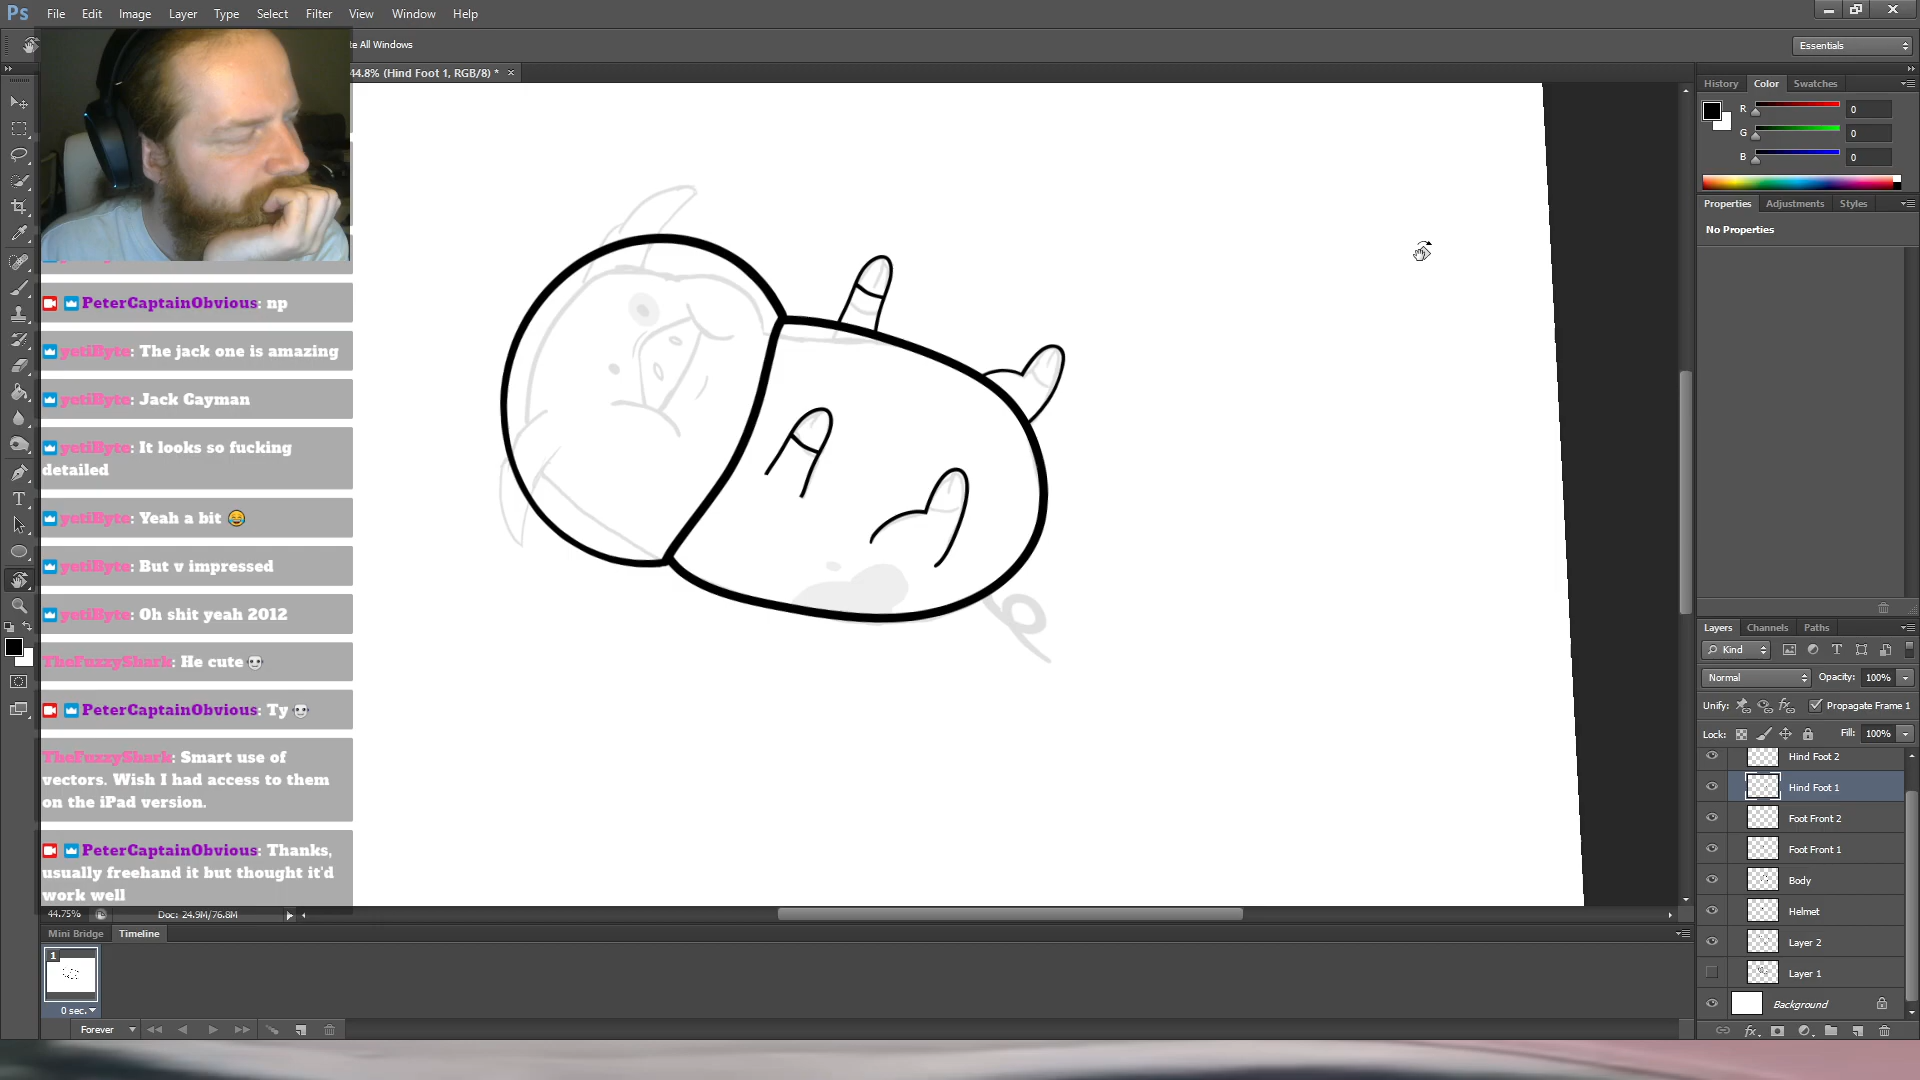 Ps File Edit Image Layer Type Select Filter View Window Help
te All Windows
Essentials
44.8% (Hind Foot 1, RGB/8) * ×
History Color Swatches
R 0
G 0
B 0
Properties Adjustments Styles
No Properties
PeterCaptainObvious: np
yetiByte: The jack one is amazing
yetiByte: Jack Cayman
yetiByte: It looks so fucking
detailed
yetiByte: Yeah a bit 😂
yetiByte: But v impressed
yetiByte: Oh shit yeah 2012
TheFuzzyShark: He cute
PeterCaptainObvious: Ty
TheFuzzyShark: Smart use of
vectors. Wish I had access to them
on the iPad version.
PeterCaptainObvious: Thanks,
usually freehand it but thought it'd
work well
Layers Channels Paths
Kind
Normal Opacity: 100%
Unify: Propagate Frame 1
Lock: Fill: 100%
Hind Foot 2
Hind Foot 1
Foot Front 2
Foot Front 1
Body
Helmet
Layer 2
Layer 1
Background
44.75% Doc: 24.9M/76.8M
Mini Bridge Timeline
1
0 sec.
Forever